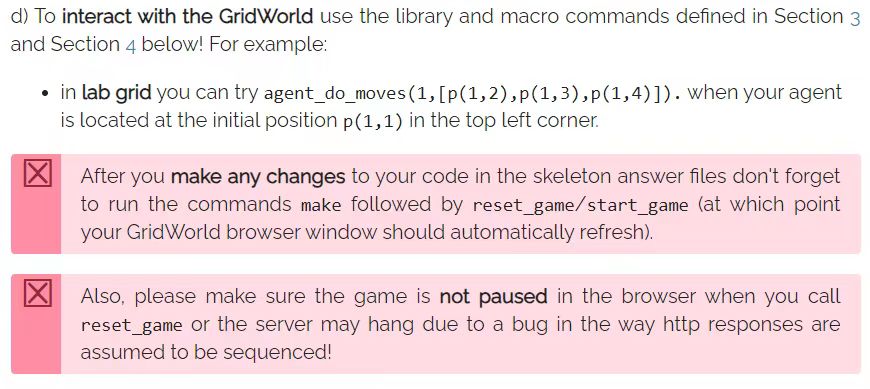 d) To interact with the GridWorld use the library and macro commands defined in Section 3
and Section 4 below! For example:
• in lab grid you can try agent_do_moves(1,[p(1,2),p(1,3),p(1,4)]). when your agent
is located at the initial position p(1,1) in the top left corner.
After you make any changes to your code in the skeleton answer files don't forget
to run the commands make followed by reset_game/start_game (at which point
your GridWorld browser window should automatically refresh).
Also, please make sure the game is not paused in the browser when you call
reset_game or the server may hang due to a bug in the way http responses are
assumed to be sequenced!